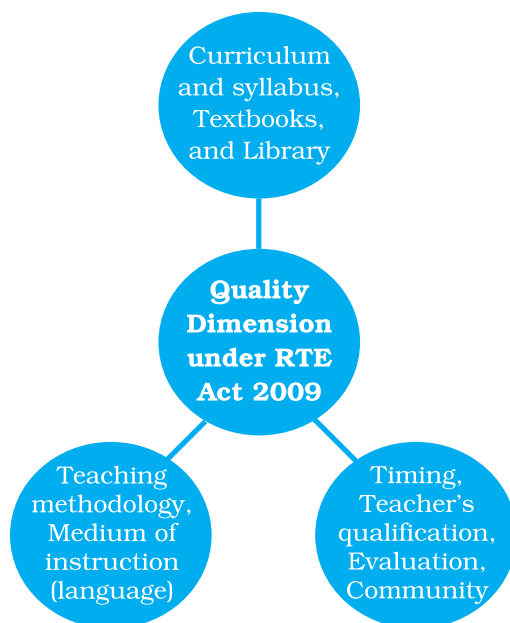 Curriculum
and syllabus,
Textbooks,
and Library
Quality
Dimension
under RTE
Act 2009
Teaching
methodology,
Medium of
instruction
(language)
Timing,
Teacher’s
qualification,
Evaluation,
Community